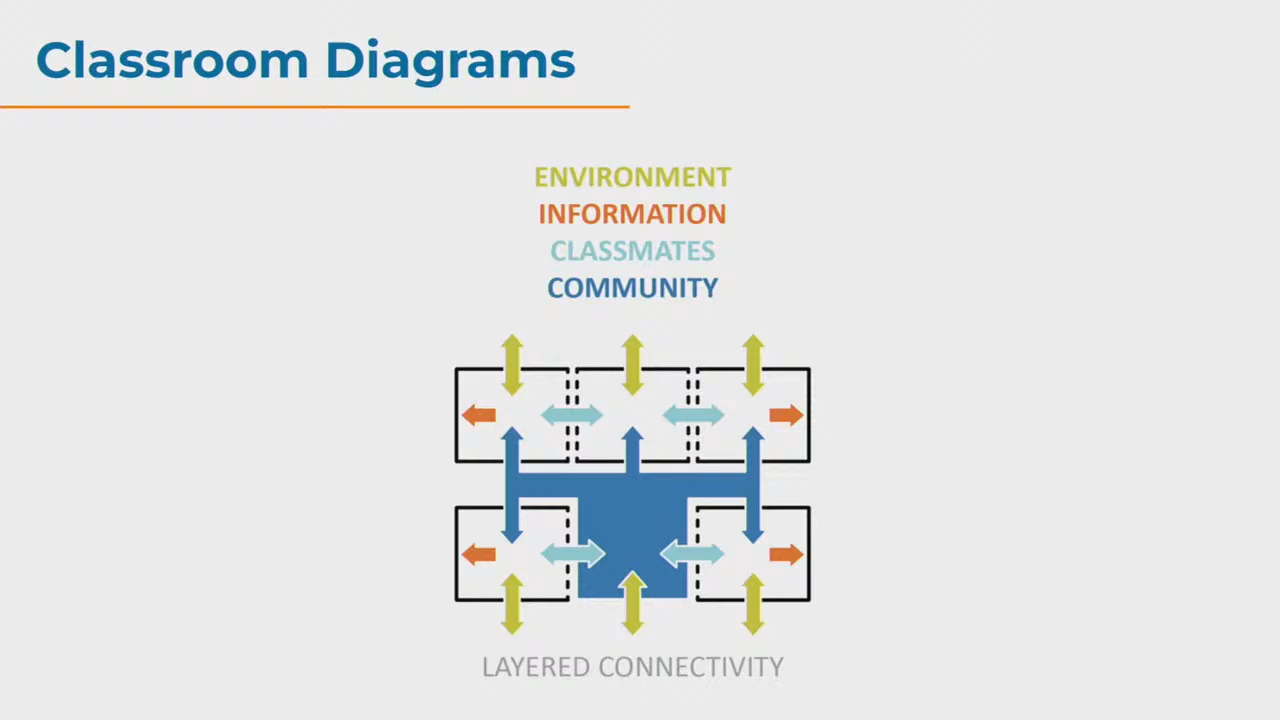 Classroom Diagrams
ENVIRONMENT
INFORMATION
CLASSMATES
COMMUNITY
LAYERED CONNECTIVITY